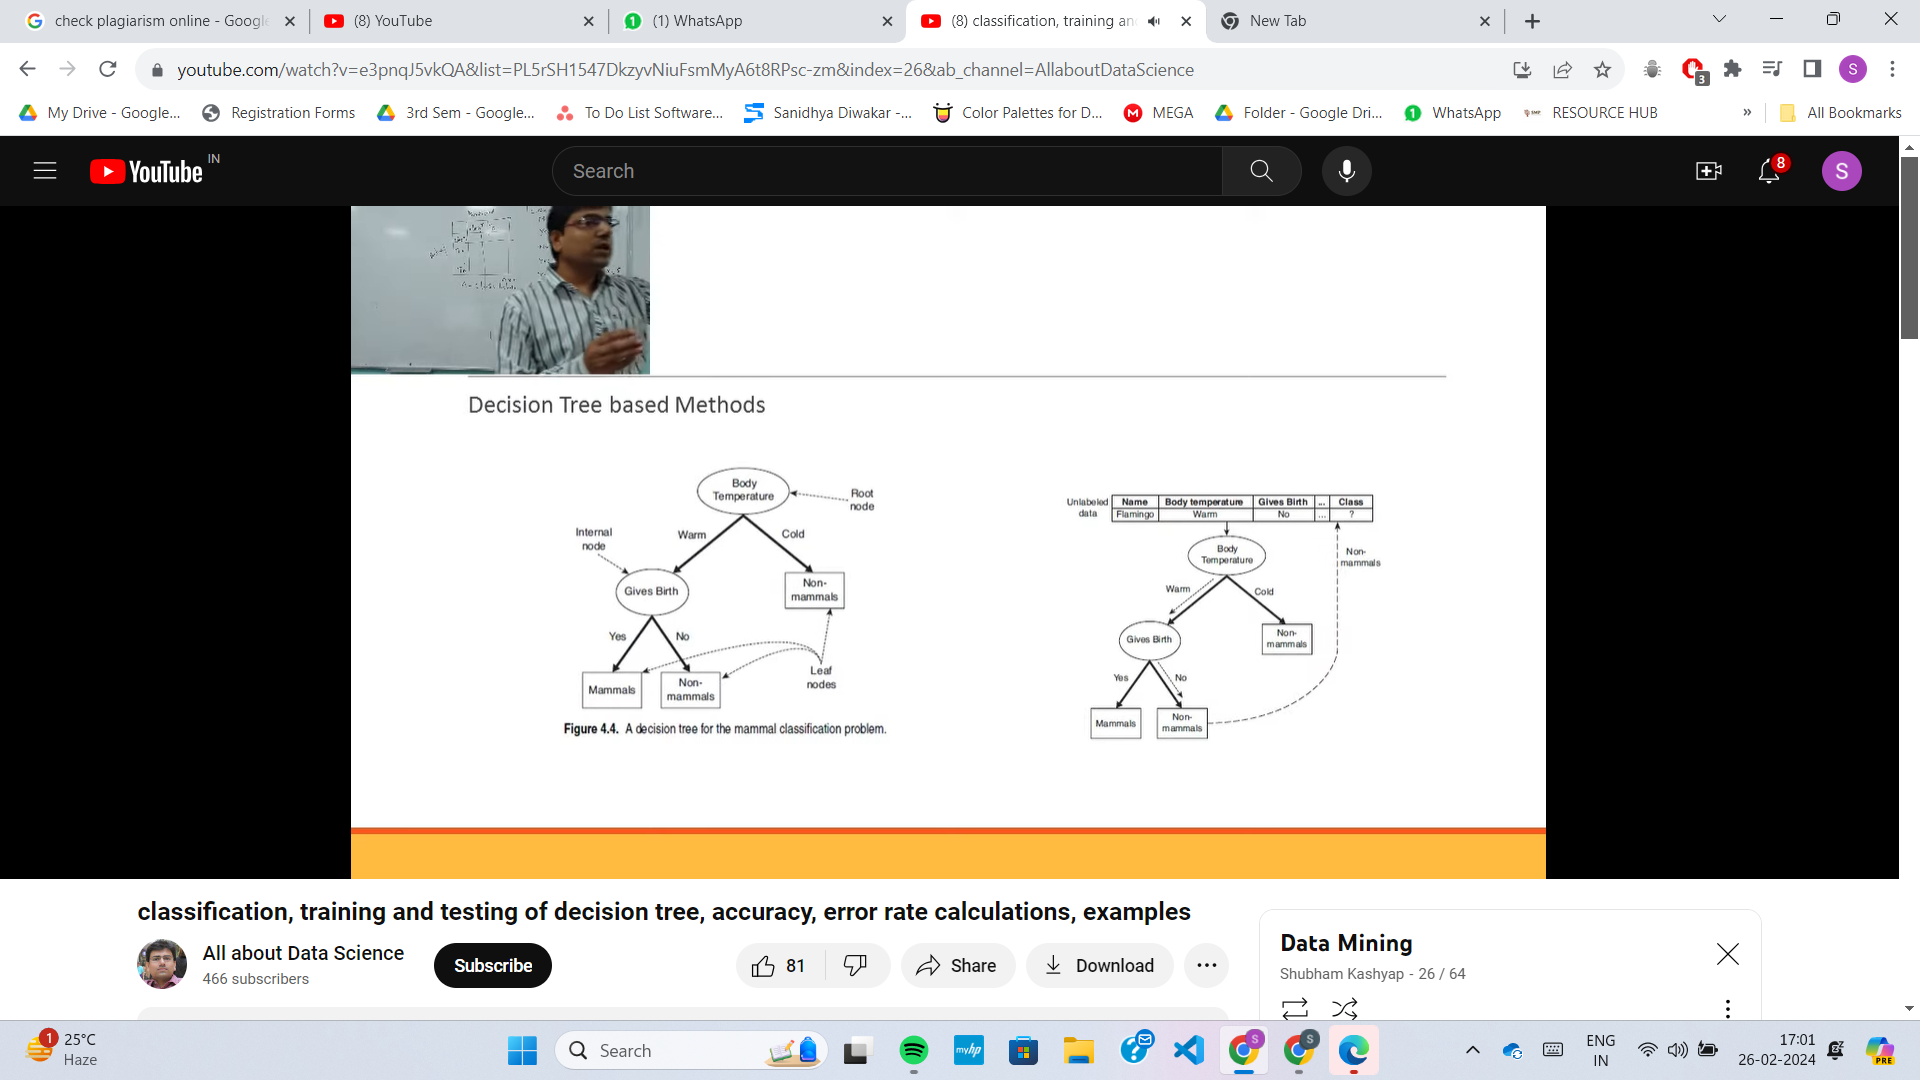 check plagiarism online - Googl
(8) YouTube
(1) WhatsApp
(8) classification, training an
New Tab
youtube.com/watch?v=e3pnqJ5vkQA&list=PL5rSH1547DkzyvNiuFsmMyA6t8RPsc-zm&index=26&ab_channel=AllaboutDataScience
3
S
My Drive - Google...
Registration Forms
3rd Sem - Google...
To Do List Software...
Sanidhya Diwakar -...
Color Palettes for D...
MEGA
Folder - Google Dri...
WhatsApp
RESOURCE HUB
»
All Bookmarks
YouTube IN
Search
8
S
Decision Tree based Methods
Body
Temperature
Root
node
Internal
node
Warm
Cold
Gives Birth
Non-
mammals
Yes
No
Mammals
Non-
mammals
Leaf
nodes
Figure 4.4. A decision tree for the mammal classification problem.
Unlabeled
data
Name Body temperature Gives Birth ... Class
Flamingo Warm No ... ?
Body
Temperature
Non-
mammals
Warm
Cold
Gives Birth
Non-
mammals
Yes
No
Mammals
Non-
mammals
classification, training and testing of decision tree, accuracy, error rate calculations, examples
All about Data Science
466 subscribers
Subscribe
81
Share
Download
Data Mining
Shubham Kashyap - 26 / 64
1
25°C
Haze
Search
myhp
S
S
ENG
IN
17:01
26-02-2024
PRE